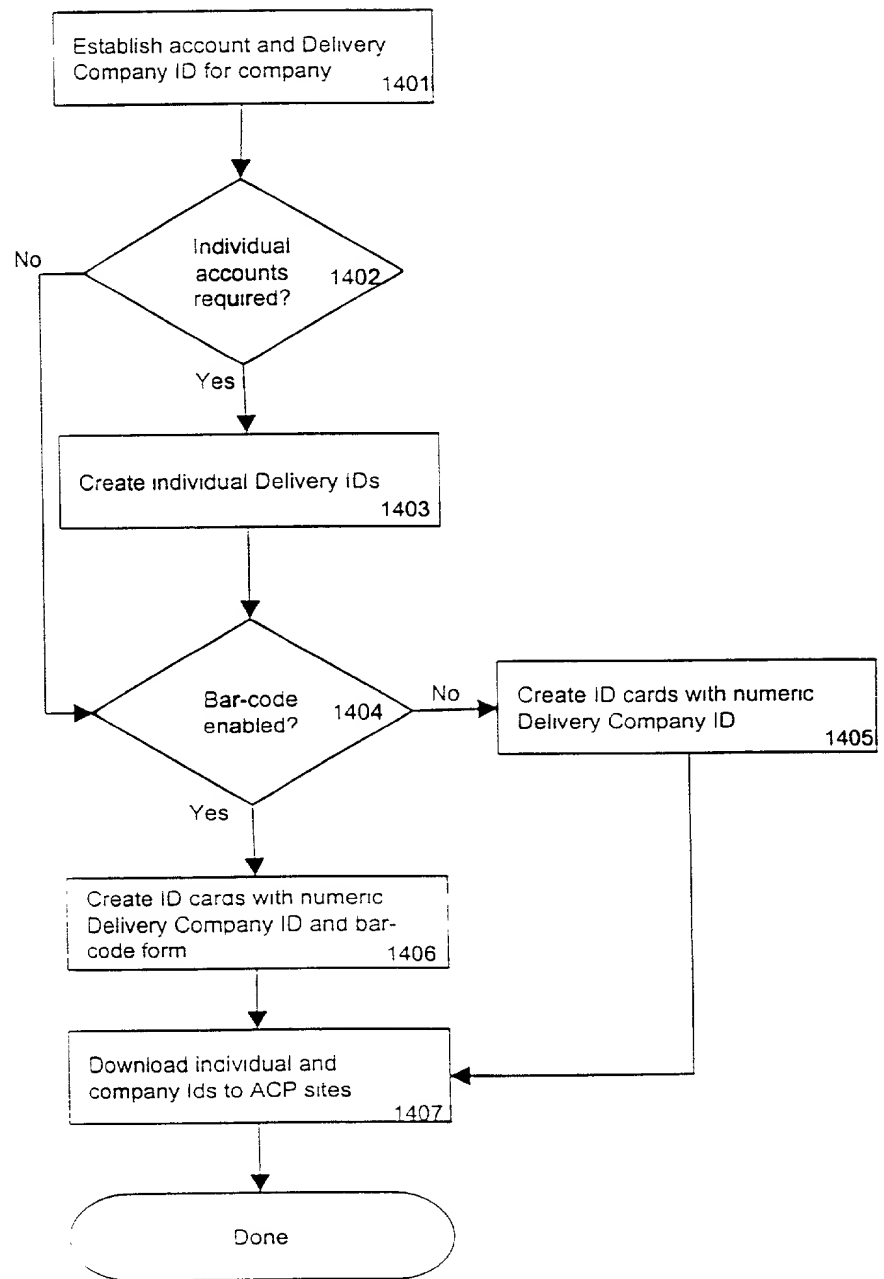 Establish account and Delivery
Company ID for company
1401
Individual
accounts
required?
1402
No
Yes
Create individual Delivery IDs
1403
Bar-code
enabled?
1404
No
Create ID cards with numeric
Delivery Company ID
1405
Yes
Create ID cards with numeric
Delivery Company ID and bar-
code form
1406
Download individual and
company Ids to ACP sites
1407
Done